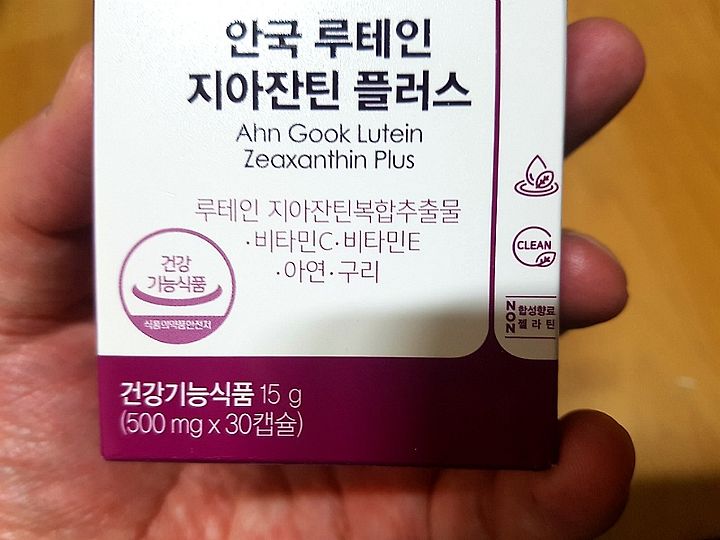 안국 루테인
지아잔틴 플러스
Ahn Gook Lutein
Zeaxanthin Plus
루테인 지아잔틴복합추출물
·비타민C·비타민E
·아연·구리
건강
기능식품
식품의약품안전처
CLEAN
NON 합성향료
젤라틴
건강기능식품 15 g
(500 mg x 30캡슐)